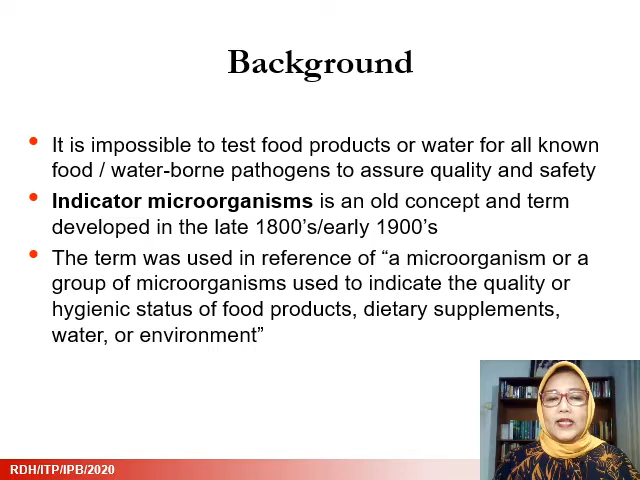 Background
It is impossible to test food products or water for all known
food / water-borne pathogens to assure quality and safety
Indicator microorganisms is an old concept and term
developed in the late 1800’s/early 1900’s
The term was used in reference of “a microorganism or a
group of microorganisms used to indicate the quality or
hygienic status of food products, dietary supplements,
water, or environment”
RDH/ITP/IPB/2020